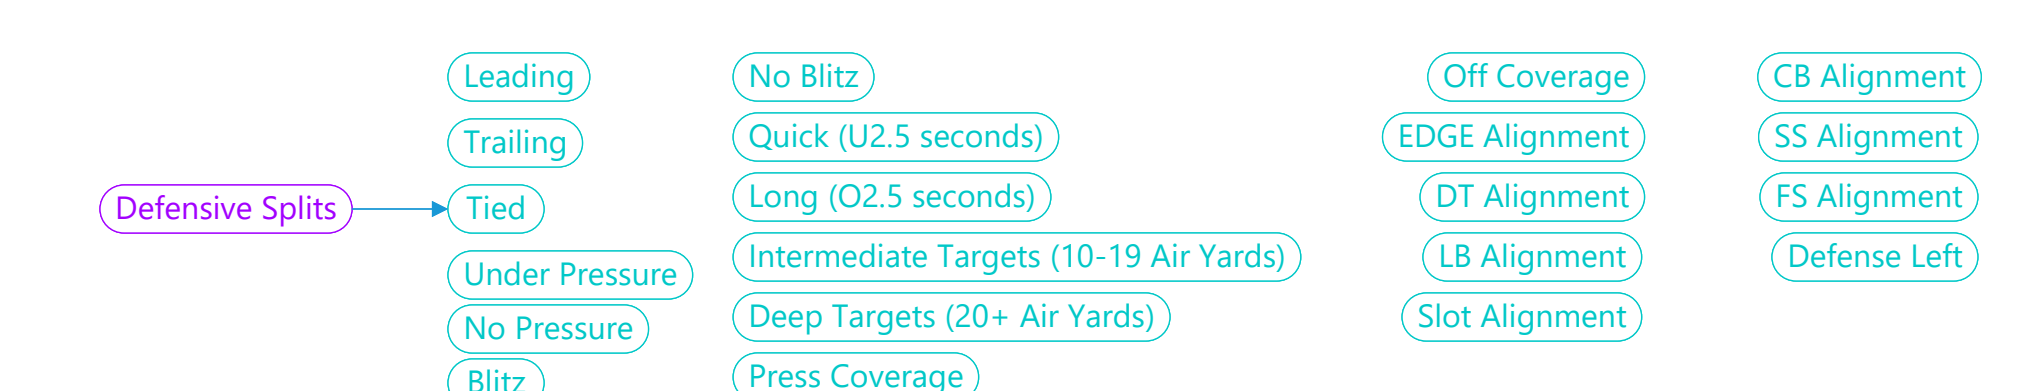 Defensive Splits
Leading
Trailing
Tied
Under Pressure
No Pressure
Blitz
No Blitz
Quick (U2.5 seconds)
Long (O2.5 seconds)
Intermediate Targets (10-19 Air Yards)
Deep Targets (20+ Air Yards)
Press Coverage
Off Coverage
EDGE Alignment
DT Alignment
LB Alignment
Slot Alignment
CB Alignment
SS Alignment
FS Alignment
Defense Left